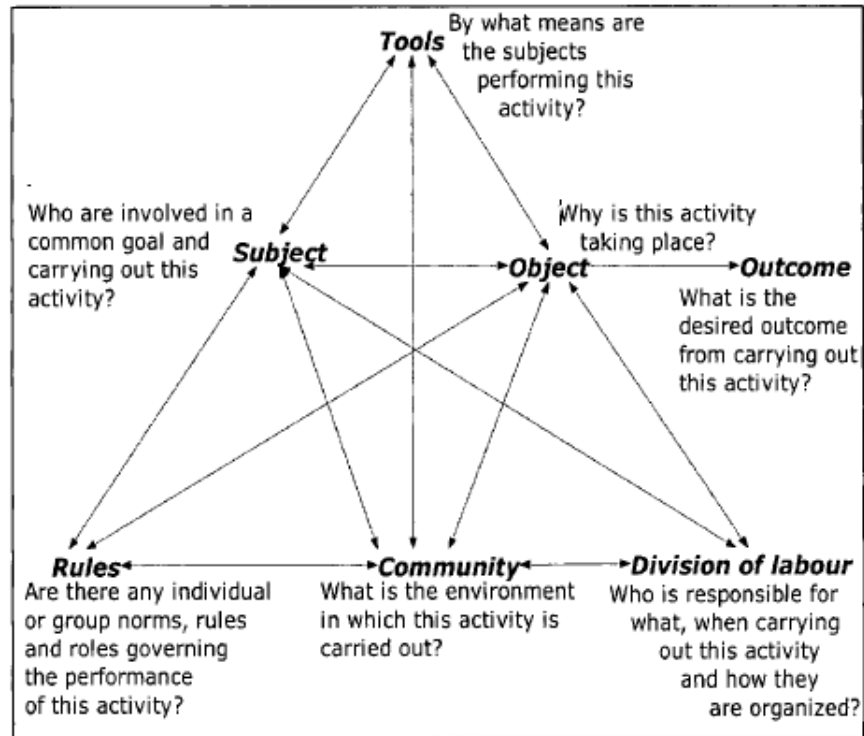 Tools
By what means are
the subjects
performing this
activity?
Who are involved in a
common goal and
carrying out this
activity?
Subject
Why is this activity
taking place?
Object
Outcome
What is the
desired outcome
from carrying out
this activity?
Rules
Are there any individual
or group norms, rules
and roles governing
the performance
of this activity?
Community
What is the environment
in which this activity is
carried out?
Division of labour
Who is responsible for
what, when carrying
out this activity
and how they
are organized?